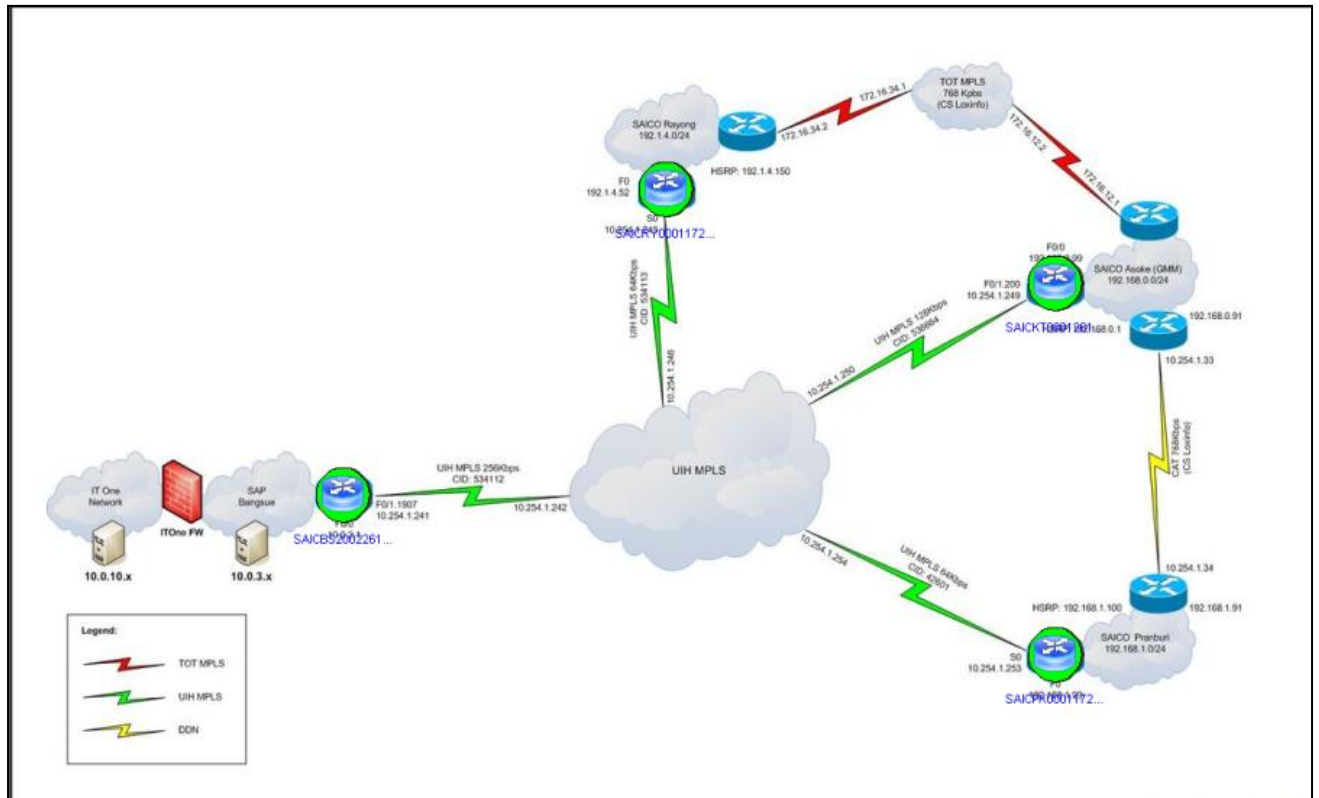 TOT MPLS
768 Kpbs
(CS Loxinfo)
172.16.34.1
172.16.34.2
172.16.12.2
172.16.12.1
SAICO Rayong
192.1.4.0/24
HSRP: 192.1.4.150
F0
192.1.4.52
S0
SAICRY0001172...
UIH MPLS 64Kbps
CID: 534113
10.254.1.246
F0/0
SAICO Asoke (GMM)
192.168.0.0/24
F0/1.200
10.254.1.249
192.168.0.91
10.254.1.33
UIH MPLS 128Kbps
10.254.1.250
CAT 768Kbps
(CS Loxinfo)
UIH MPLS
IT One
Network
10.0.10.x
ITOne FW
SAP
Bangsue
10.0.3.x
F0/1.1907
10.254.1.241
SAICBS2002261...
UIH MPLS 256Kbps
CID: 534112
10.254.1.242
10.254.1.254
UIH MPLS 64Kbps
CID: 42601
10.254.1.34
HSRP: 192.168.1.100
192.168.1.91
SAICO Pranburi
192.168.1.0/24
S0
10.254.1.253
SAICPK0001172...
Legend:
TOT MPLS
UIH MPLS
DDN